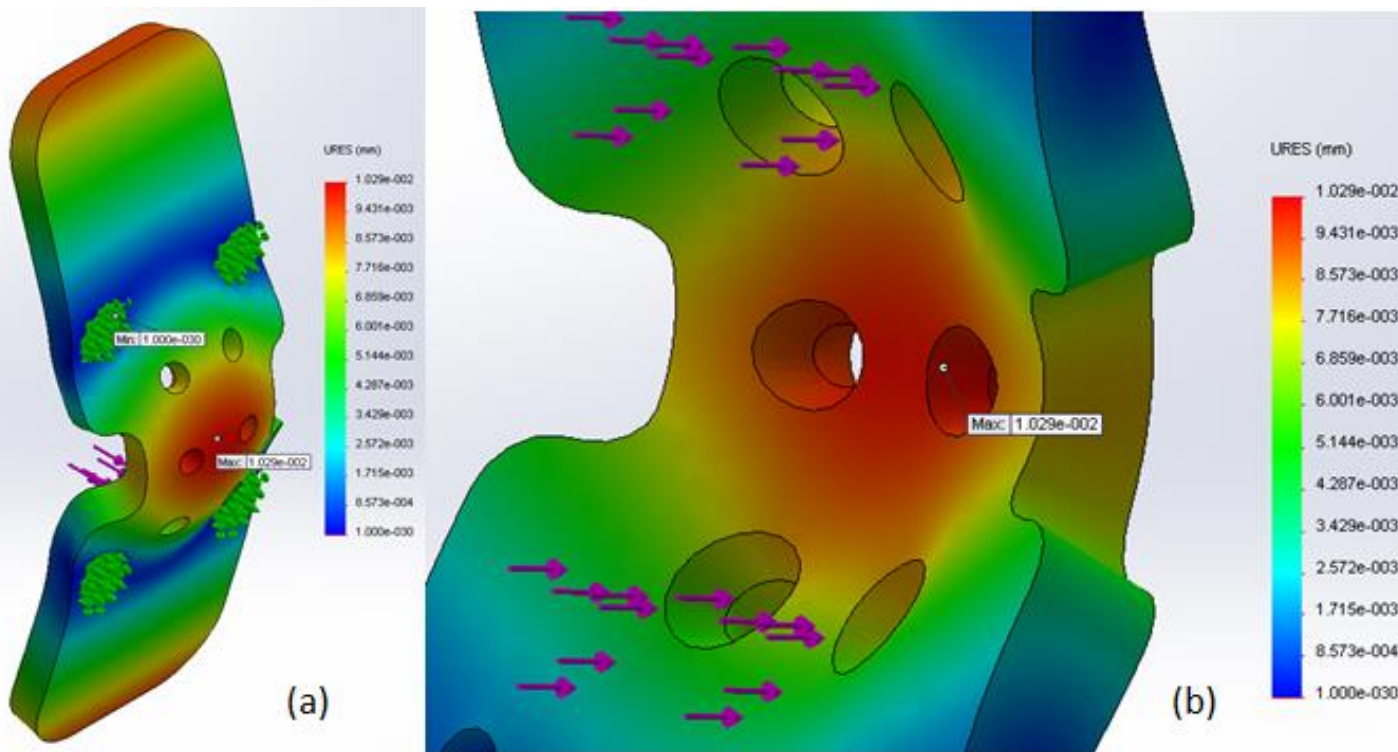 URES (mm)
1.029e-002
9.431e-003
8.573e-003
7.716e-003
6.859e-003
6.001e-003
5.144e-003
4.287e-003
3.429e-003
2.572e-003
1.715e-003
8.573e-004
1.000e-030
Min: 1.000e-030
Max: 1.029e-002
(a)
URES (mm)
1.029e-002
9.431e-003
8.573e-003
7.716e-003
6.859e-003
6.001e-003
5.144e-003
4.287e-003
3.429e-003
2.572e-003
1.715e-003
8.573e-004
1.000e-030
Max: 1.029e-002
(b)